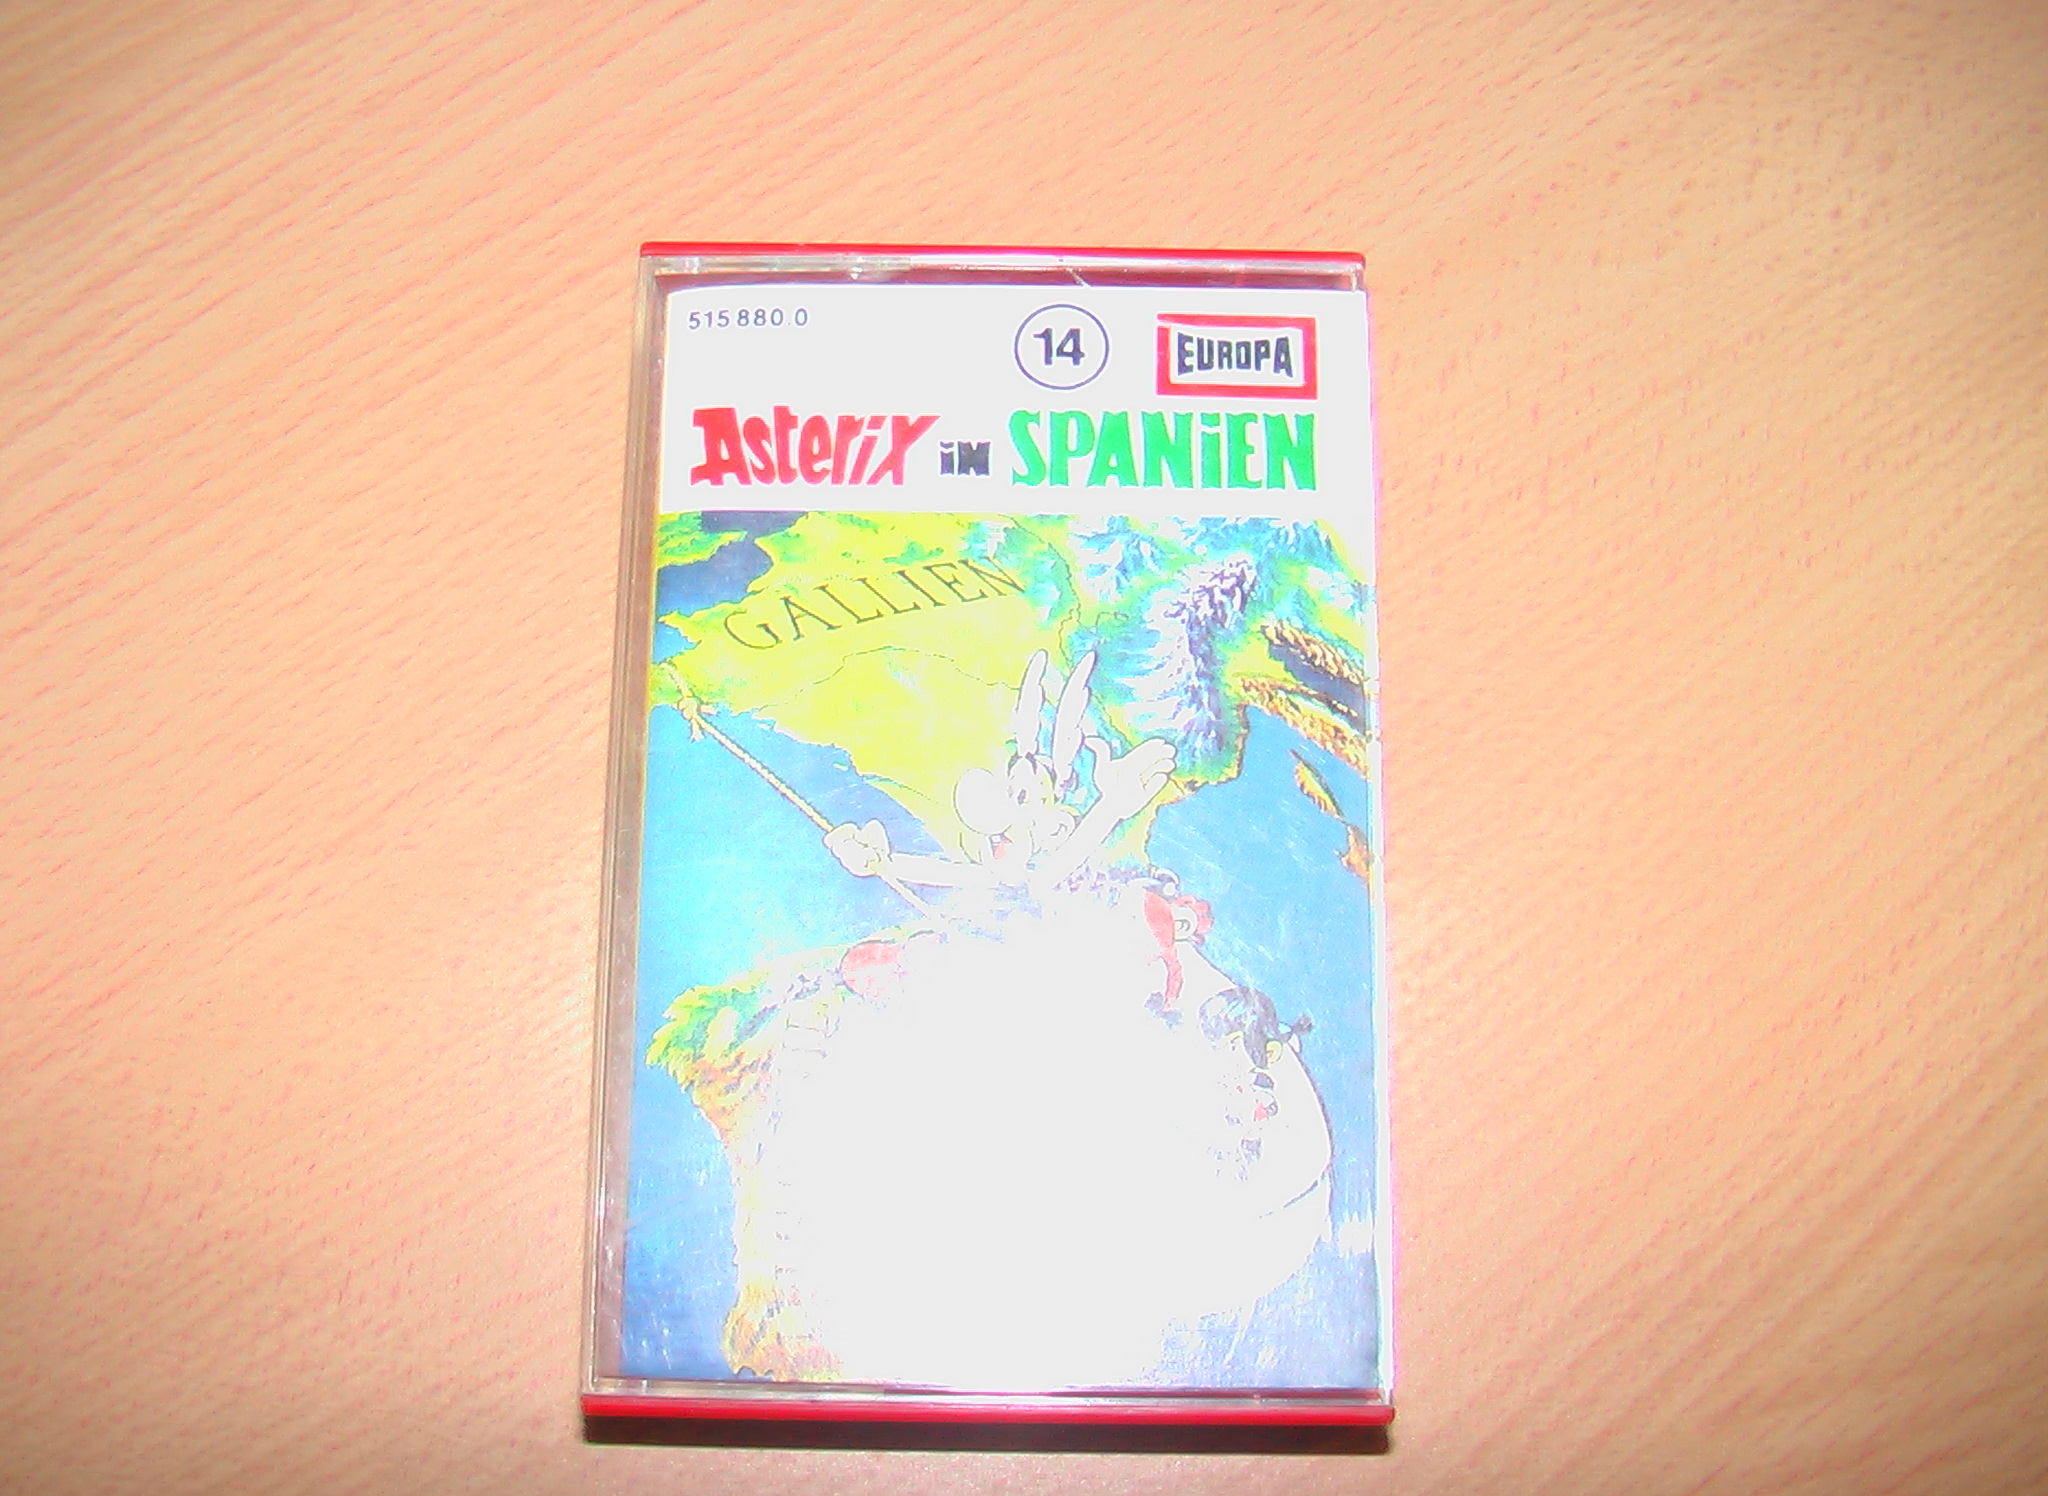 515 880.0
14
EUROPA
Asterix in SPANiEN
GALLIEN